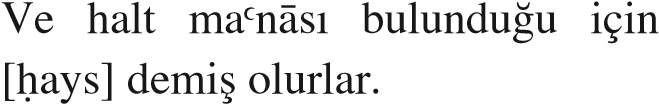 Ve halt maʿnāsı bulunduğu için
[ḥays] demiş olurlar.